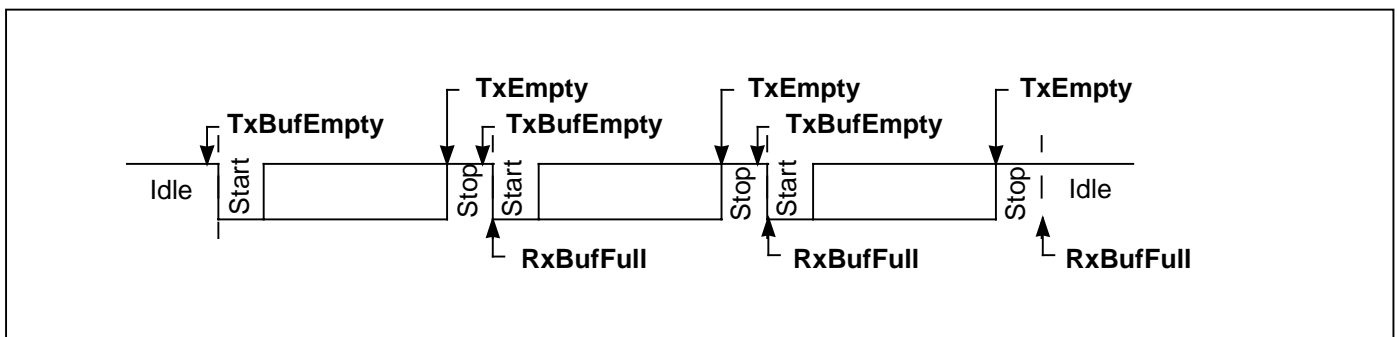 TxEmpty TxEmpty TxEmpty
TxBufEmpty TxBufEmpty TxBufEmpty
Idle Start Stop Start Stop Start Stop Idle
RxBufFull RxBufFull RxBufFull